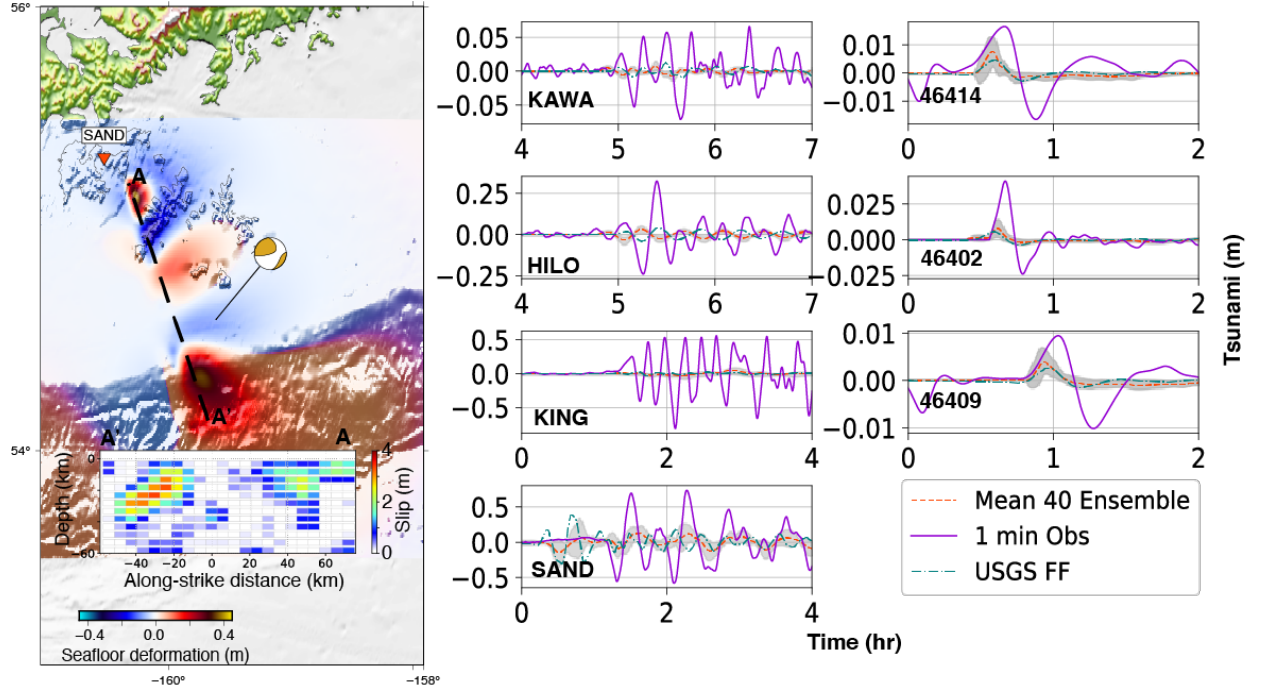 56°
SAND
A
A'
54°
A'
A
Depth (km)
0
−60
−40 −20 0 20 40 60
Along-strike distance (km)
4
2
0
Slip (m)
−0.4 0.0 0.4
Seafloor deformation (m)
−160° −158°
0.05
0.00
−0.05
KAWA
4 5 6 7
0.01
0.00
−0.01
46414
0 1 2
0.25
0.00
−0.25
HILO
4 5 6 7
0.025
0.000
−0.025
46402
0 1 2
0.5
0.0
−0.5
KING
0 2 4
0.01
0.00
−0.01
46409
0 1 2
0.5
0.0
−0.5
SAND
0 2 4
Time (hr)
Tsunami (m)
Mean 40 Ensemble
1 min Obs
USGS FF